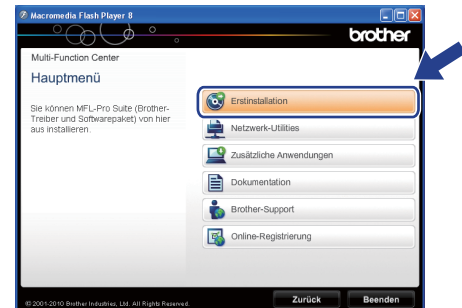 Macromedia Flash Player 8
brother
Multi-Function Center
Hauptmenü
Sie können MFL-Pro Suite (Brother-
Treiber und Softwarepaket) von hier
aus installieren.
Erstinstallation
Netzwerk-Utilities
Zusätzliche Anwendungen
Dokumentation
Brother-Support
Online-Registrierung
© 2001-2010 Brother Industries, Ltd. All Rights Reserved.
Zurück
Beenden